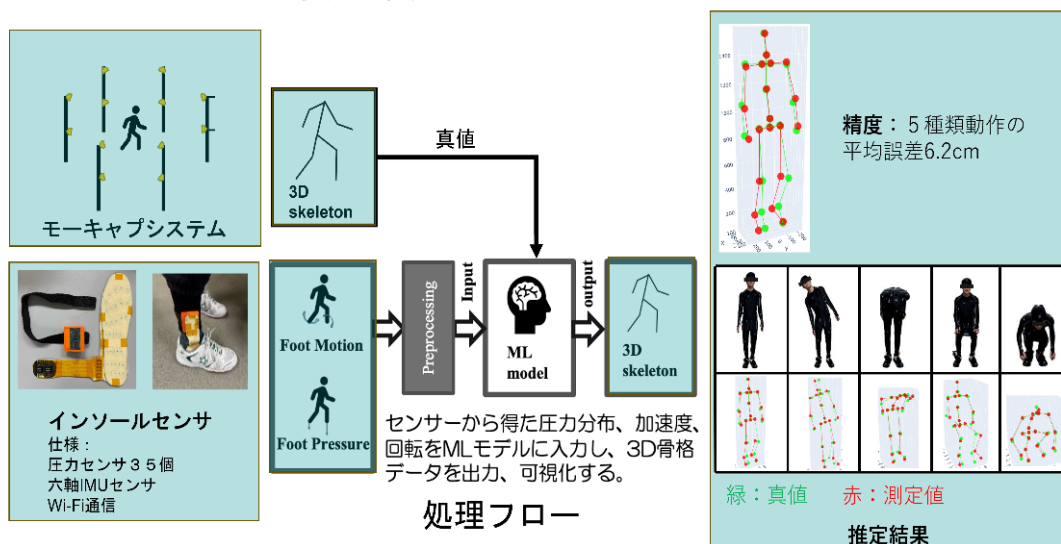 モーキャプシステム
3D
skeleton
真値
インソールセンサ
仕様：
圧力センサ３５個
六軸IMUセンサ
Wi-Fi通信
Foot Motion
Foot Pressure
Preprocessing
Input
ML
model
output
3D
skeleton
センサーから得た圧力分布、加速度、
回転をMLモデルに入力し、3D骨格
データを出力、可視化する。
処理フロー
精度：５種類動作の
平均誤差6.2cm
緑：真値 赤：測定値
推定結果